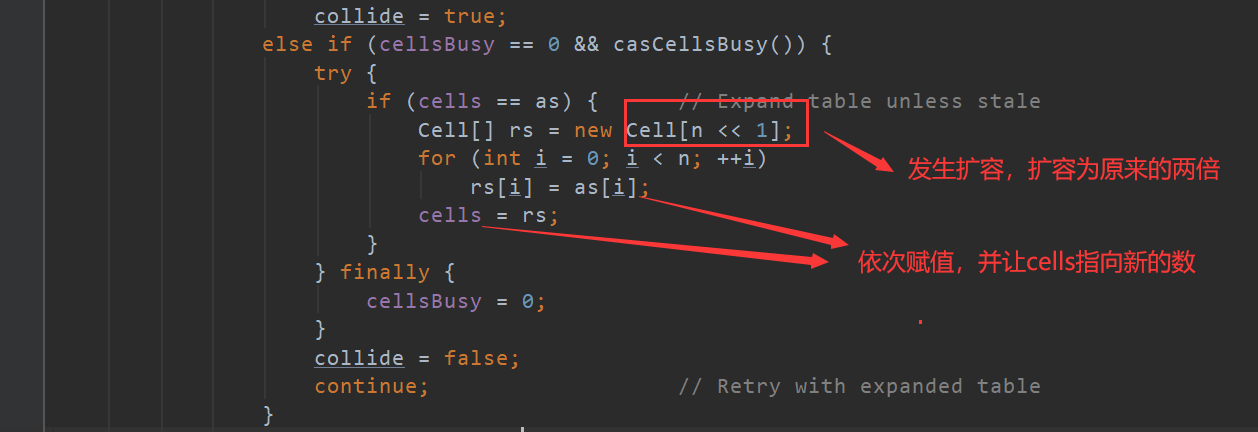 collide = true;
else if (cellsBusy == 0 && casCellsBusy()) {
try {
if (cells == as) { // Expand table unless stale
Cell[] rs = new Cell[n << 1];
发生扩容，扩容为原来的两倍
for (int i = 0; i < n; ++i)
rs[i] = as[i];
cells = rs;
依次赋值，并让cells指向新的数
}
} finally {
cellsBusy = 0;
}
collide = false;
continue; // Retry with expanded table
}